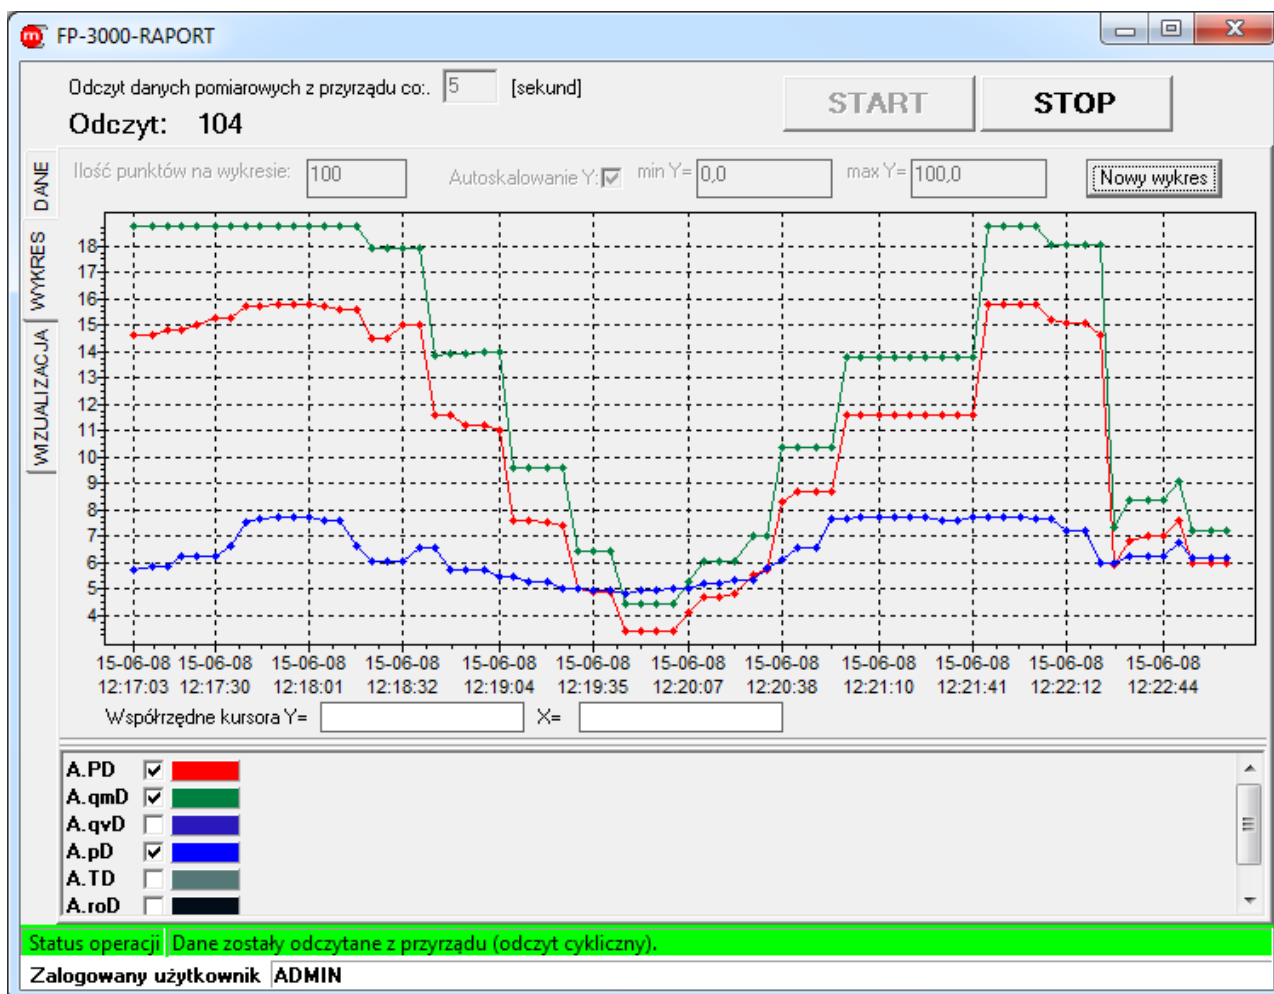 FP-3000-RAPORT
Odczyt danych pomiarowych z przyrządu co:. 5 [sekund]
START STOP
Odczyt: 104
DANE
WYKRES
WIZUALIZACJA
Ilość punktów na wykresie: 100 Autoskalowanie Y: min Y= 0,0 max Y= 100,0 Nowy wykres
18
17
16
15
14
13
12
11
10
9
8
7
6
5
4
15-06-08 15-06-08 15-06-08 15-06-08 15-06-08 15-06-08 15-06-08 15-06-08 15-06-08 15-06-08 15-06-08 15-06-08
12:17:03 12:17:30 12:18:01 12:18:32 12:19:04 12:19:35 12:20:07 12:20:38 12:21:10 12:21:41 12:22:12 12:22:44
Współrzędne kursora Y= X=
A.PD
A.qmD
A.qvD
A.pD
A.TD
A.roD
Status operacji Dane zostały odczytane z przyrządu (odczyt cykliczny).
Zalogowany użytkownik ADMIN